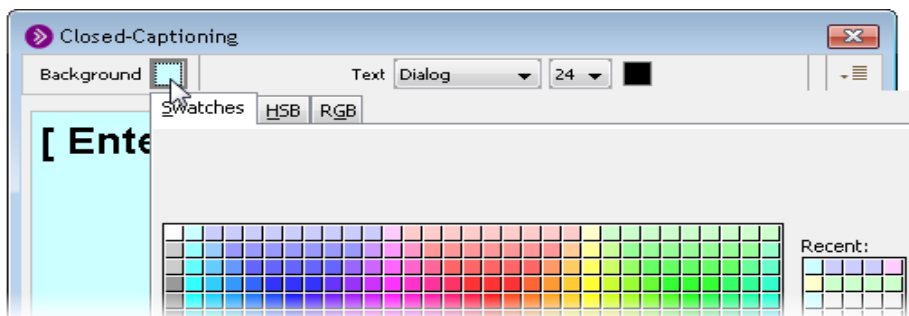 Closed-Captioning
Background Text Dialog 24
Swatches HSB RGB
[ Ente
Recent: